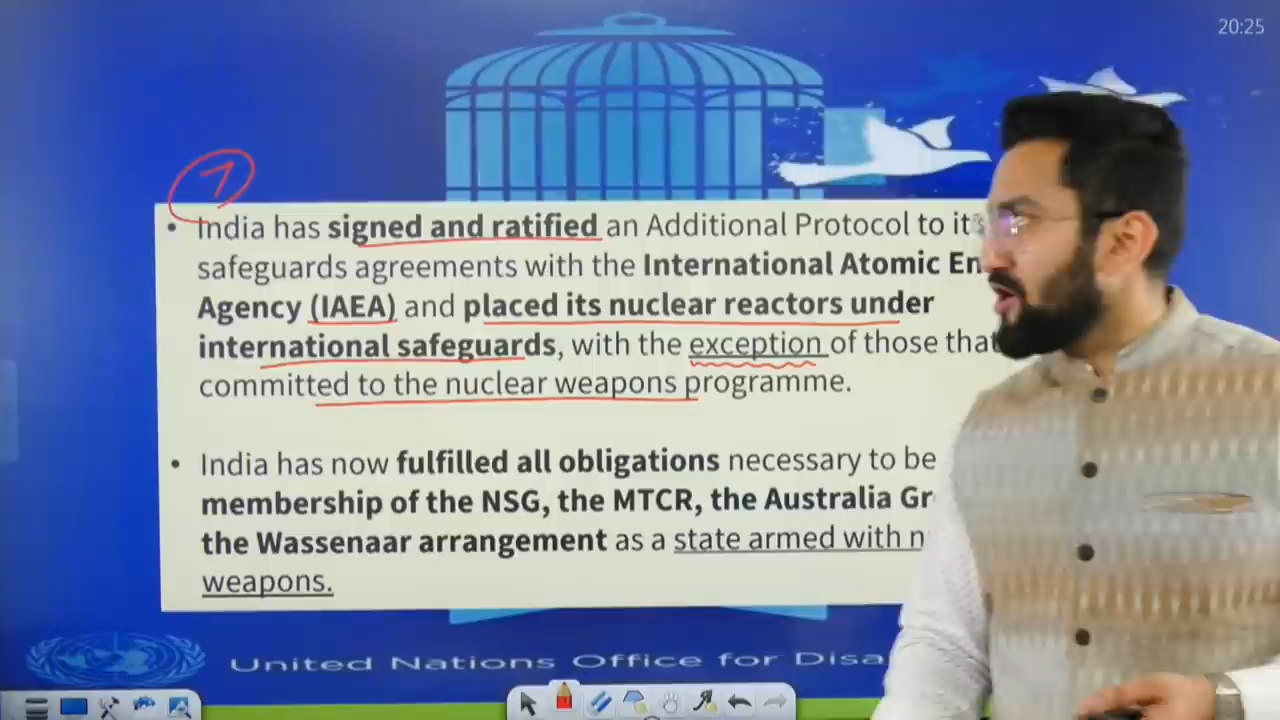 20:25
7
• India has signed and ratified an Additional Protocol to its
safeguards agreements with the International Atomic En
Agency (IAEA) and placed its nuclear reactors under
international safeguards, with the exception of those that
committed to the nuclear weapons programme.
• India has now fulfilled all obligations necessary to be
membership of the NSG, the MTCR, the Australia Gr
the Wassenaar arrangement as a state armed with n
weapons.
United Nations Office for Disa